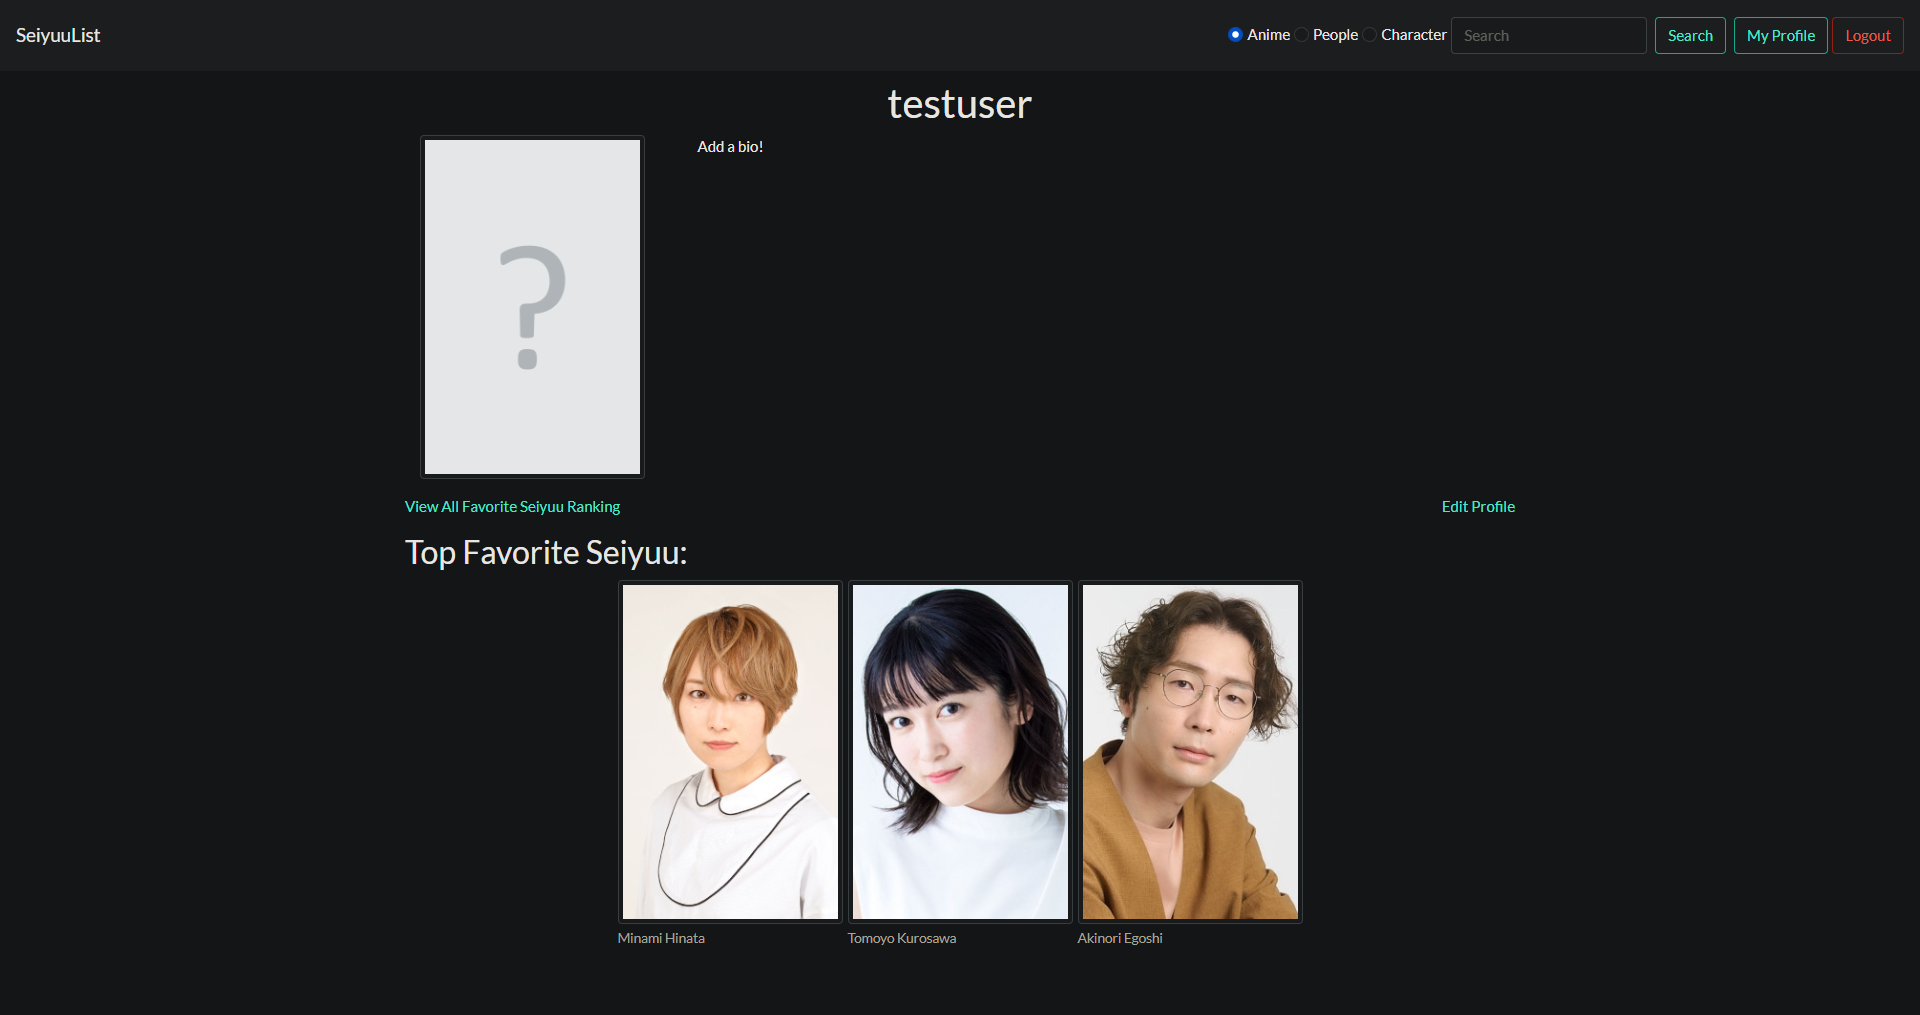 SeiyuuList
Anime People Character Search Search My Profile Logout
testuser
Add a bio!
?
View All Favorite Seiyuu Ranking
Edit Profile
Top Favorite Seiyuu:
Minami Hinata
Tomoyo Kurosawa
Akinori Egoshi